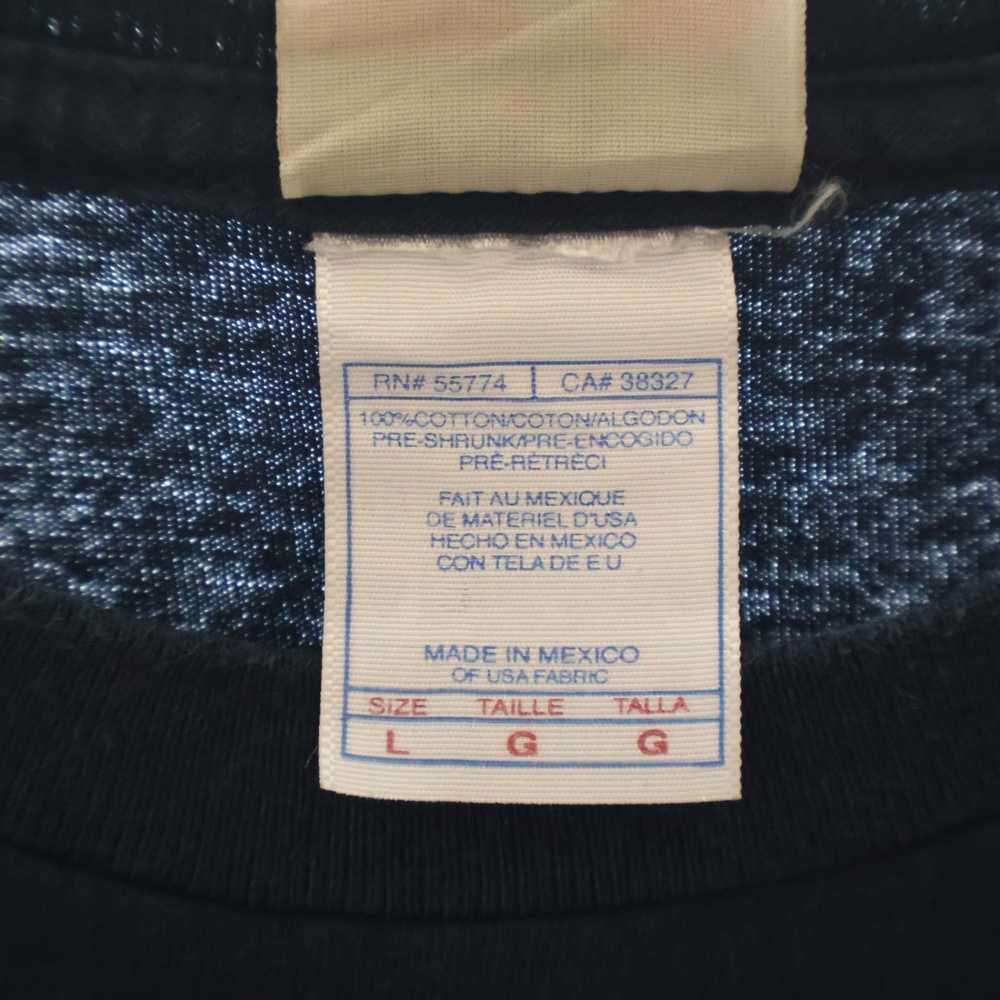 RN# 55774 CA# 38327
100%COTTON/COTON/ALGODON
PRE-SHRUNK/PRE-ENCOGIDO
PRÉ-RÉTRÉCI
FAIT AU MEXIQUE
DE MATERIEL D'USA
HECHO EN MEXICO
CON TELA DE E U
MADE IN MEXICO
OF USA FABRIC
SIZE TAILLE TALLA
L G G